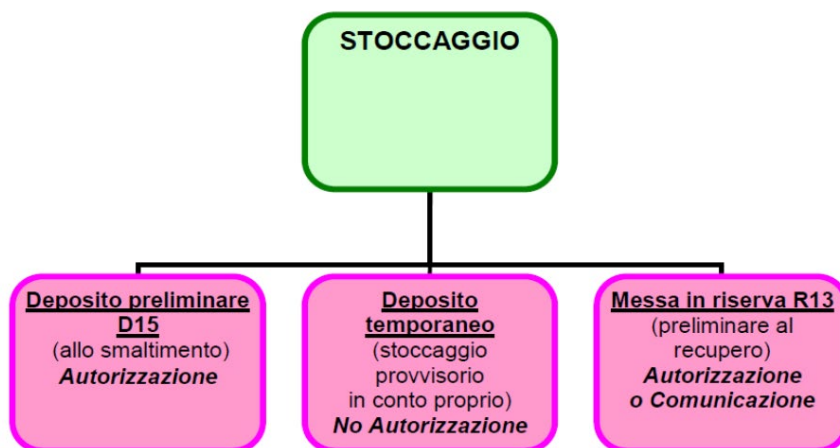 STOCCAGGIO
Deposito preliminare
D15
(allo smaltimento)
Autorizzazione
Deposito
temporaneo
(stoccaggio
provvisorio
in conto proprio)
No Autorizzazione
Messa in riserva R13
(preliminare al
recupero)
Autorizzazione
o Comunicazione